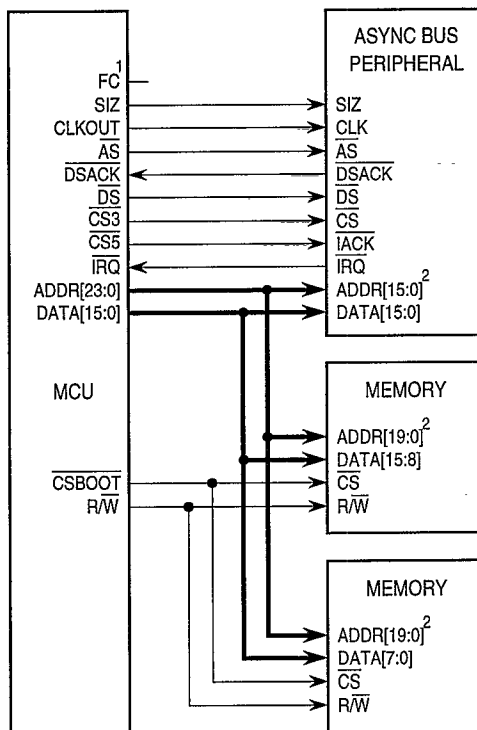 ASYNC BUS
PERIPHERAL
1
FC
SIZ
SIZ
CLKOUT
CLK
AS
AS
DSACK
DSACK
DS
DS
CS3
CS
CS5
IACK
IRQ
IRQ
ADDR[23:0]
ADDR[15:0]2
DATA[15:0]
DATA[15:0]
MCU
MEMORY
ADDR[19:0]2
DATA[15:8]
CSBOOT
CS
R/W
R/W
MEMORY
ADDR[19:0]2
DATA[7:0]
CS
R/W